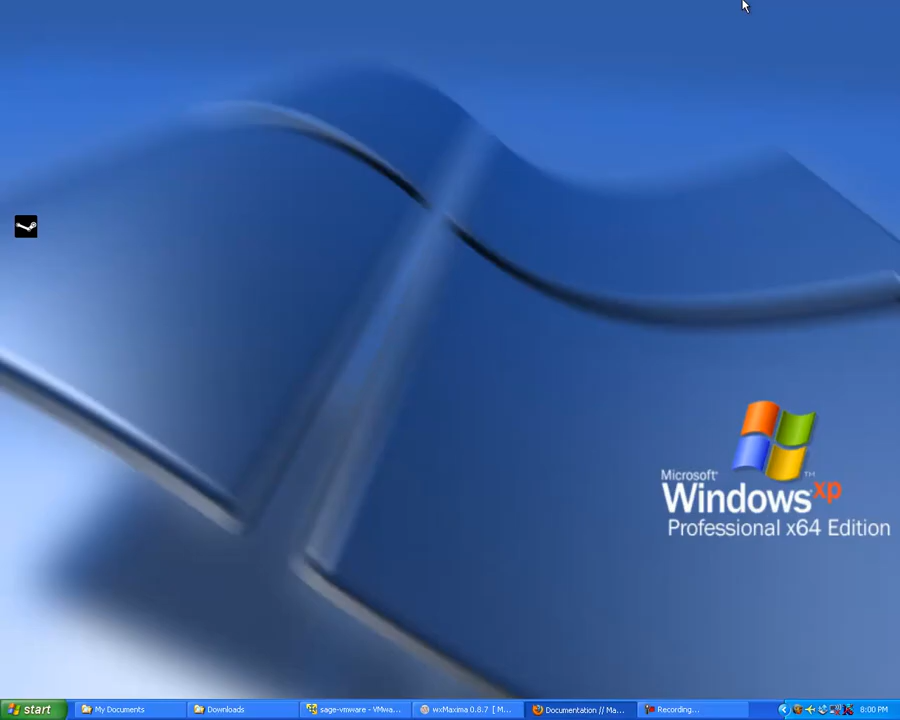 Microsoft®
Windows xp TM
Professional x64 Edition
start
My Documents
Downloads
sage-vmware - VMwa...
wxMaxima 0.8.7 [ M...
Documentation // Ma...
Recording...
8:00 PM